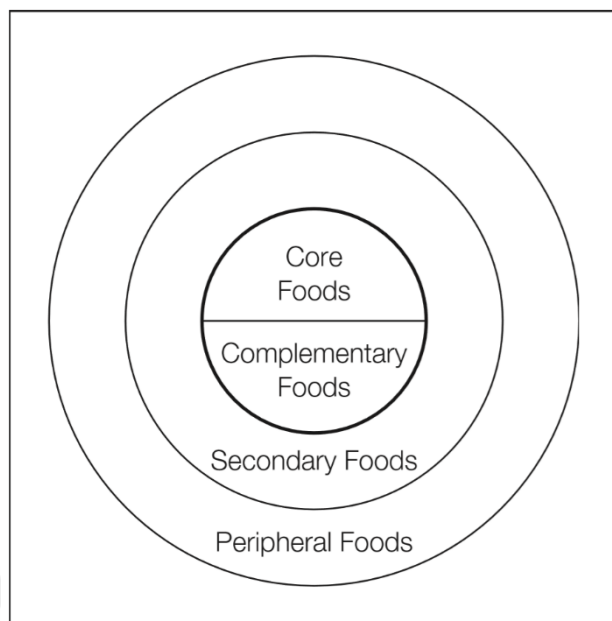 Core
Foods
Complementary
Foods
Secondary Foods
Peripheral Foods